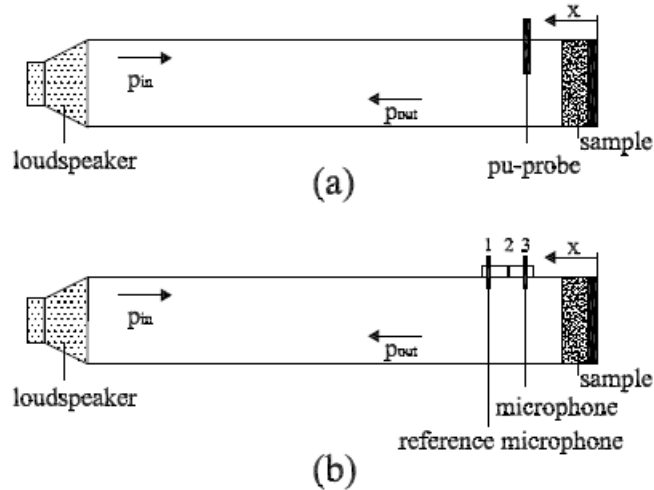 x
pin
pout
loudspeaker
sample
pu-probe
(a)
1 2 3
x
pin
pout
loudspeaker
sample
microphone
reference microphone
(b)